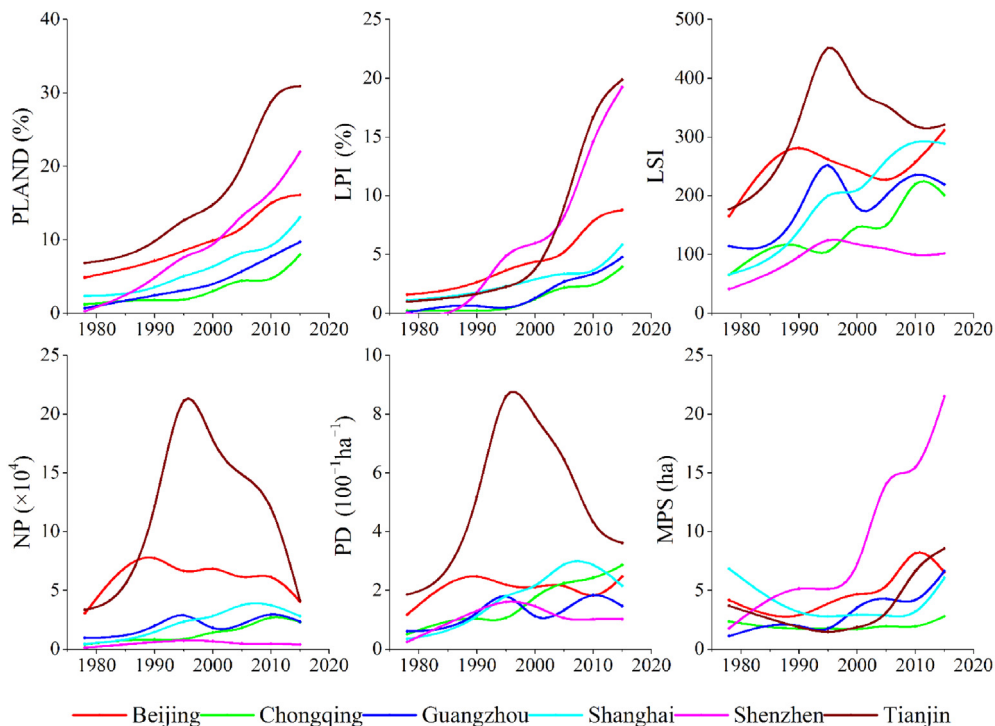 PLAND (%)
40
30
20
10
0
1980 1990 2000 2010 2020
LPI (%)
25
20
15
10
5
0
1980 1990 2000 2010 2020
LSI
500
400
300
200
100
0
1980 1990 2000 2010 2020
NP (×10⁴)
25
20
15
10
5
0
1980 1990 2000 2010 2020
PD (100⁻¹ha⁻¹)
10
8
6
4
2
0
1980 1990 2000 2010 2020
MPS (ha)
25
20
15
10
5
0
1980 1990 2000 2010 2020
Beijing Chongqing Guangzhou Shanghai Shenzhen Tianjin